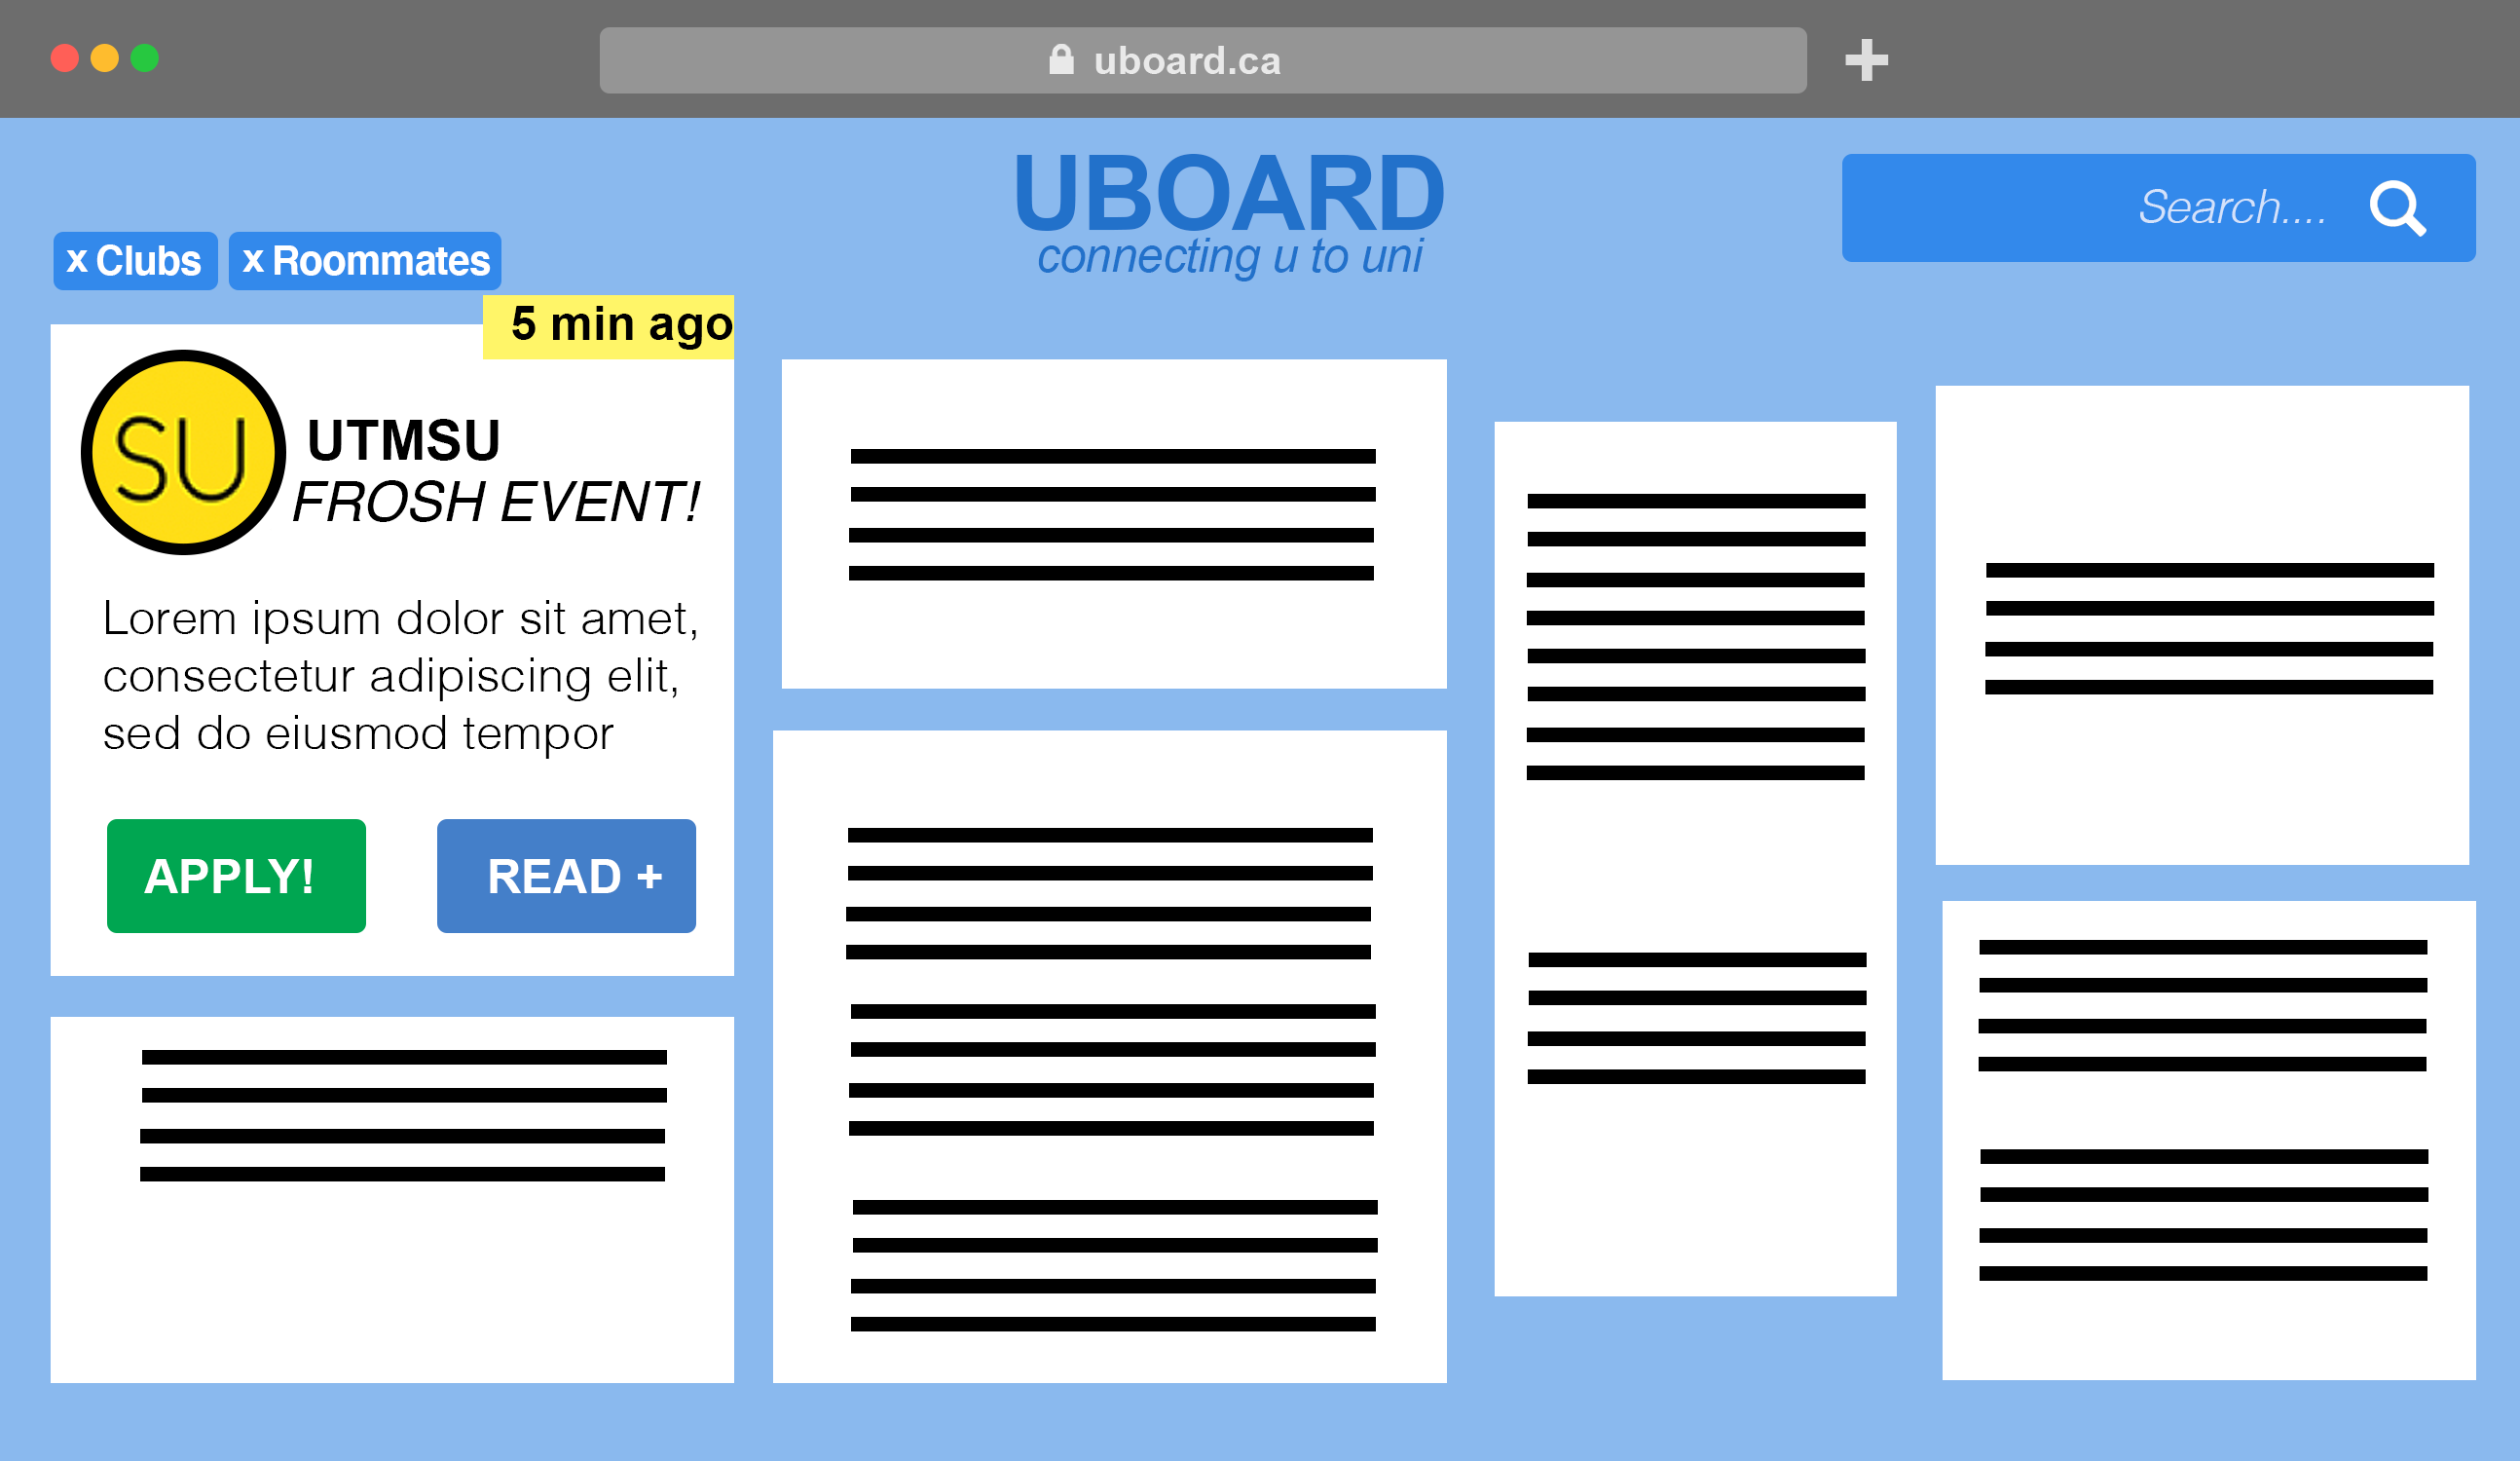 uboard.ca
UBOARD
connecting u to uni
Search....
x Clubs
x Roommates
5 min ago
SU
UTMSU
FROSH EVENT!
Lorem ipsum dolor sit amet,
consectetur adipiscing elit,
sed do eiusmod tempor
APPLY!
READ +